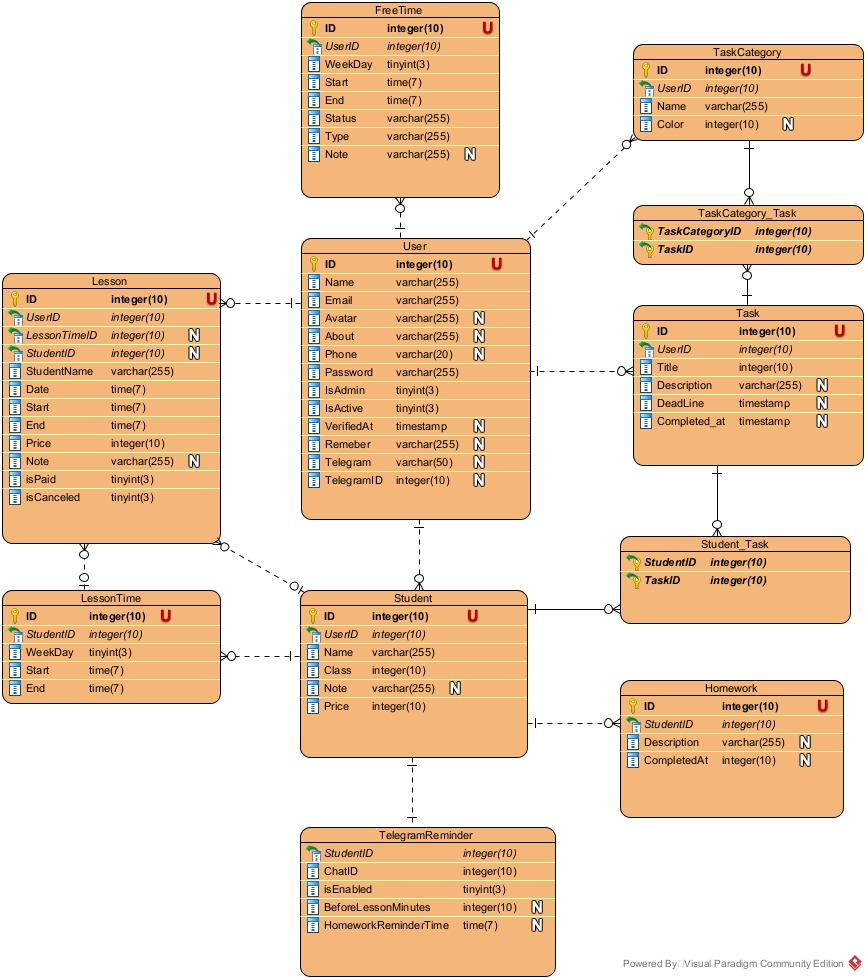 FreeTime
ID integer(10) U
UserID integer(10)
WeekDay tinyint(3)
Start time(7)
End time(7)
Status varchar(255)
Type varchar(255)
Note varchar(255) N
TaskCategory
ID integer(10) U
UserID integer(10)
Name varchar(255)
Color integer(10) N
TaskCategory_Task
TaskCategoryID integer(10)
TaskID integer(10)
User
ID integer(10) U
Name varchar(255)
Email varchar(255)
Avatar varchar(255) N
About varchar(255) N
Phone varchar(20) N
Password varchar(255)
IsAdmin tinyint(3)
IsActive tinyint(3)
VerifiedAt timestamp N
Remeber varchar(255) N
Telegram varchar(50) N
TelegramID integer(10) N
Lesson
ID integer(10) U
UserID integer(10)
LessonTimeID integer(10) N
StudentID integer(10) N
StudentName varchar(255)
Date time(7)
Start time(7)
End time(7)
Price integer(10)
Note varchar(255) N
isPaid tinyint(3)
isCanceled tinyint(3)
Task
ID integer(10) U
UserID integer(10)
Title integer(10)
Description varchar(255) N
DeadLine timestamp N
Completed_at timestamp N
Student_Task
StudentID integer(10)
TaskID integer(10)
LessonTime
ID integer(10) U
StudentID integer(10)
WeekDay tinyint(3)
Start time(7)
End time(7)
Student
ID integer(10) U
UserID integer(10)
Name varchar(255)
Class integer(10)
Note varchar(255) N
Price integer(10)
Homework
ID integer(10) U
StudentID integer(10)
Description varchar(255) N
CompletedAt integer(10) N
TelegramReminder
StudentID integer(10)
ChatID integer(10)
isEnabled tinyint(3)
BeforeLessonMinutes integer(10) N
HomeworkReminderTime time(7) N
Powered By Visual Paradigm Community Edition